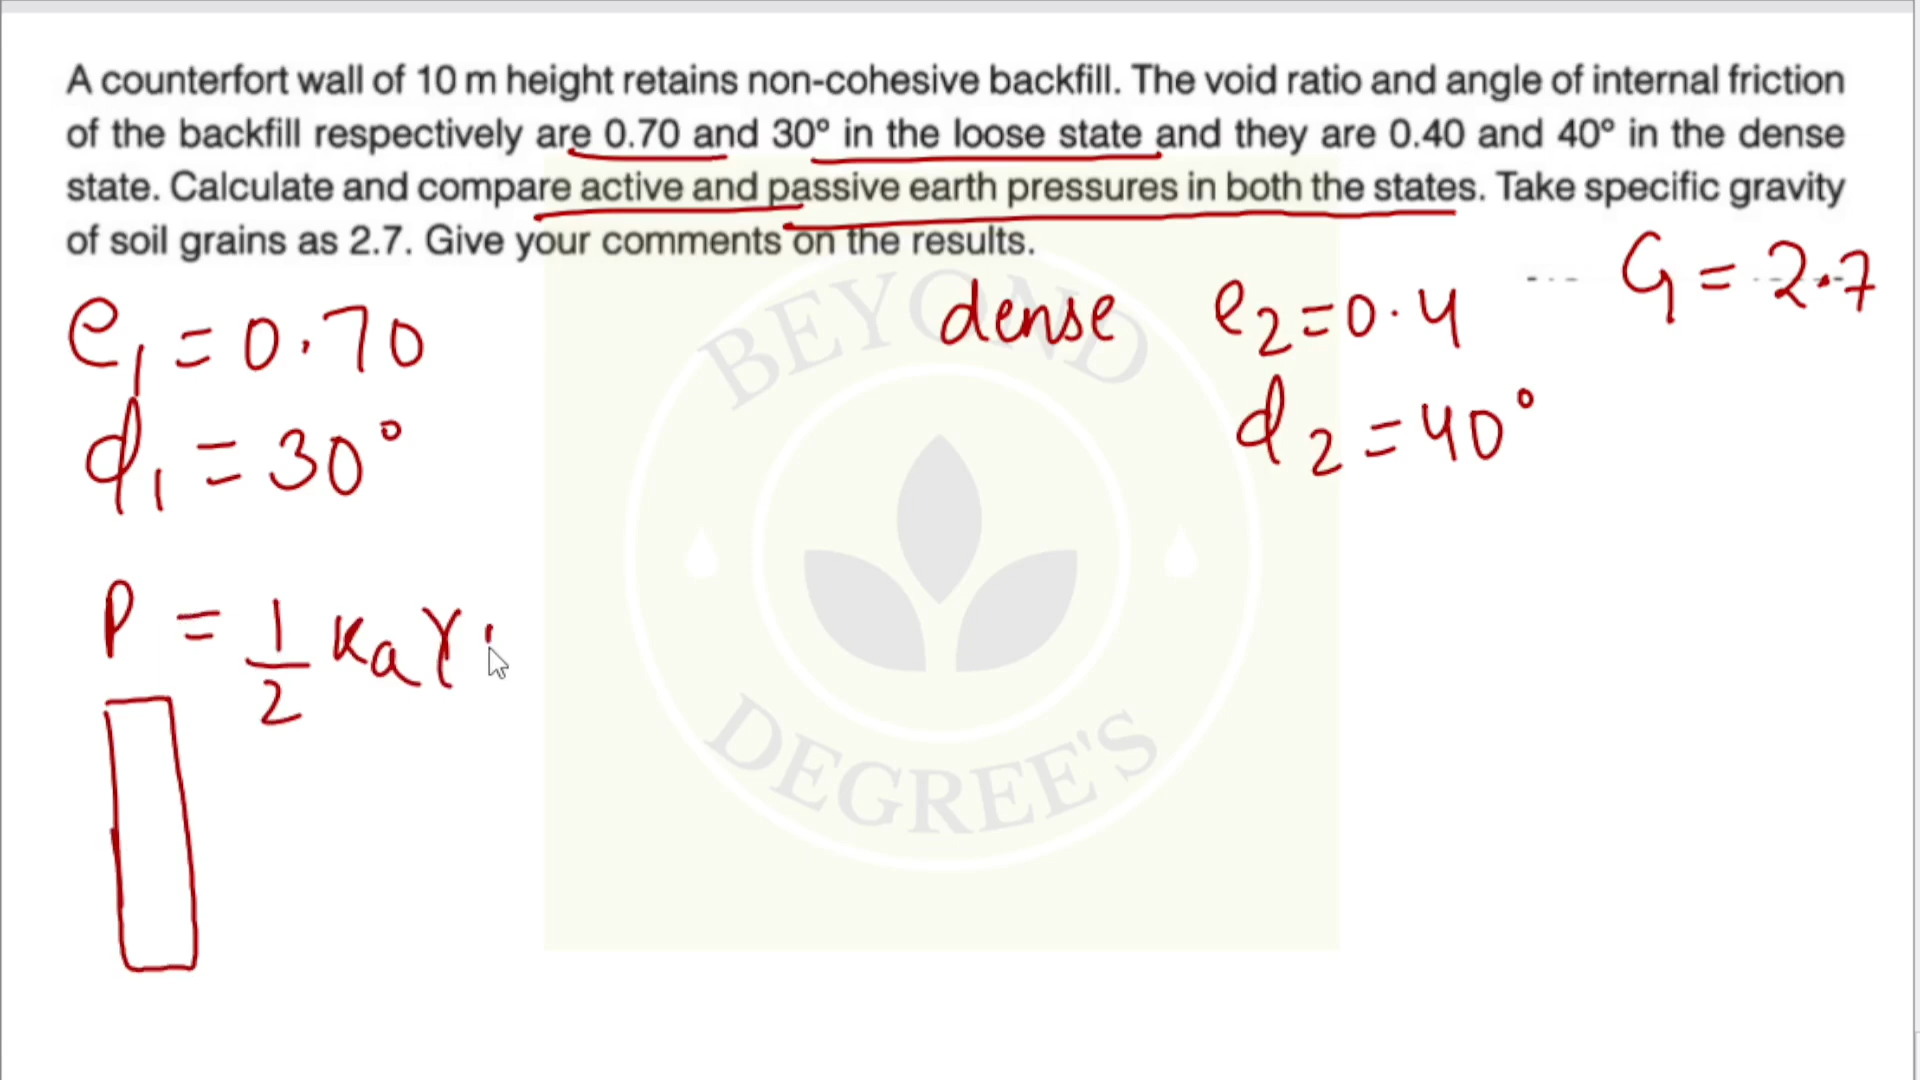 A counterfort wall of 10 m height retains non-cohesive backfill. The void ratio and angle of internal friction
of the backfill respectively are 0.70 and 30° in the loose state and they are 0.40 and 40° in the dense
state. Calculate and compare active and passive earth pressures in both the states. Take specific gravity
of soil grains as 2.7. Give your comments on the results.
G = 2.7
e1 = 0.70
dense e2 = 0.4
ϕ1 = 30°
ϕ2 = 40°
P = 1/2 Ka γ
BEYOND
DEGREE'S